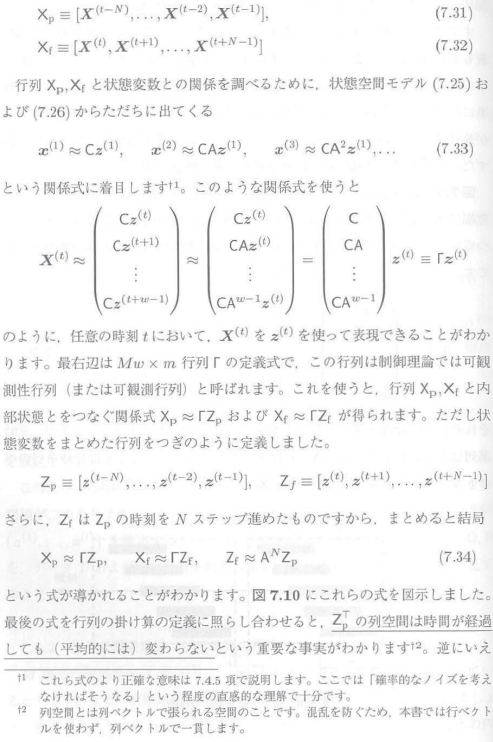 X_p ≡ [X^(t−N), . . . , X^(t−2), X^(t−1)], (7.31)
X_f ≡ [X^(t), X^(t+1), . . . , X^(t+N−1)] (7.32)
行列 X_p, X_f と状態変数との関係を調べるために，状態空間モデル (7.25) お
よび (7.26) からただちに出てくる
x^(1) ≈ Cz^(1), x^(2) ≈ CAz^(1), x^(3) ≈ CA^2z^(1), . . . (7.33)
という関係式に着目します†1。このような関係式を使うと
X^(t) ≈ (Cz^(t) Cz^(t+1) ⋮ Cz^(t+w−1)) ≈ (Cz^(t) CAz^(t) ⋮ CA^w−1z^(t)) = (C CA ⋮ CA^w−1) z^(t) ≡ Γz^(t)
のように，任意の時刻 t において，X^(t) を z^(t) を使って表現できることがわか
ります。最右辺は Mw × m 行列 Γ の定義式で，この行列は制御理論では可観
測性行列（または可観測行列）と呼ばれます。これを使うと，行列 X_p, X_f と内
部状態とをつなぐ関係式 X_p ≈ ΓZ_p および X_f ≈ ΓZ_f が得られます。ただし状
態変数をまとめた行列をつぎのように定義しました。
Z_p ≡ [z^(t−N), . . . , z^(t−2), z^(t−1)], Z_f ≡ [z^(t), z^(t+1), . . . , z^(t+N−1)]
さらに，Z_f は Z_p の時刻を N ステップ進めたものですから，まとめると結局
X_p ≈ ΓZ_p, X_f ≈ ΓZ_f, Z_f ≈ A^N Z_p (7.34)
という式が導かれることがわかります。図 7.10 にこれらの式を図示しました。
最後の式を行列の掛け算の定義に照らし合わせると，Z_p^⊤ の列空間は時間が経過
しても（平均的には）変わらないという重要な事実がわかります†2。逆にいえ
†1 これら式のより正確な意味は 7.4.5 項で説明します。ここでは「確率的なノイズを考え
なければそうなる」という程度の直感的な理解で十分です。
†2 列空間とは列ベクトルで張られる空間のことです。混乱を防ぐため，本書では行ベクト
ルを使わず，列ベクトルで一貫します。